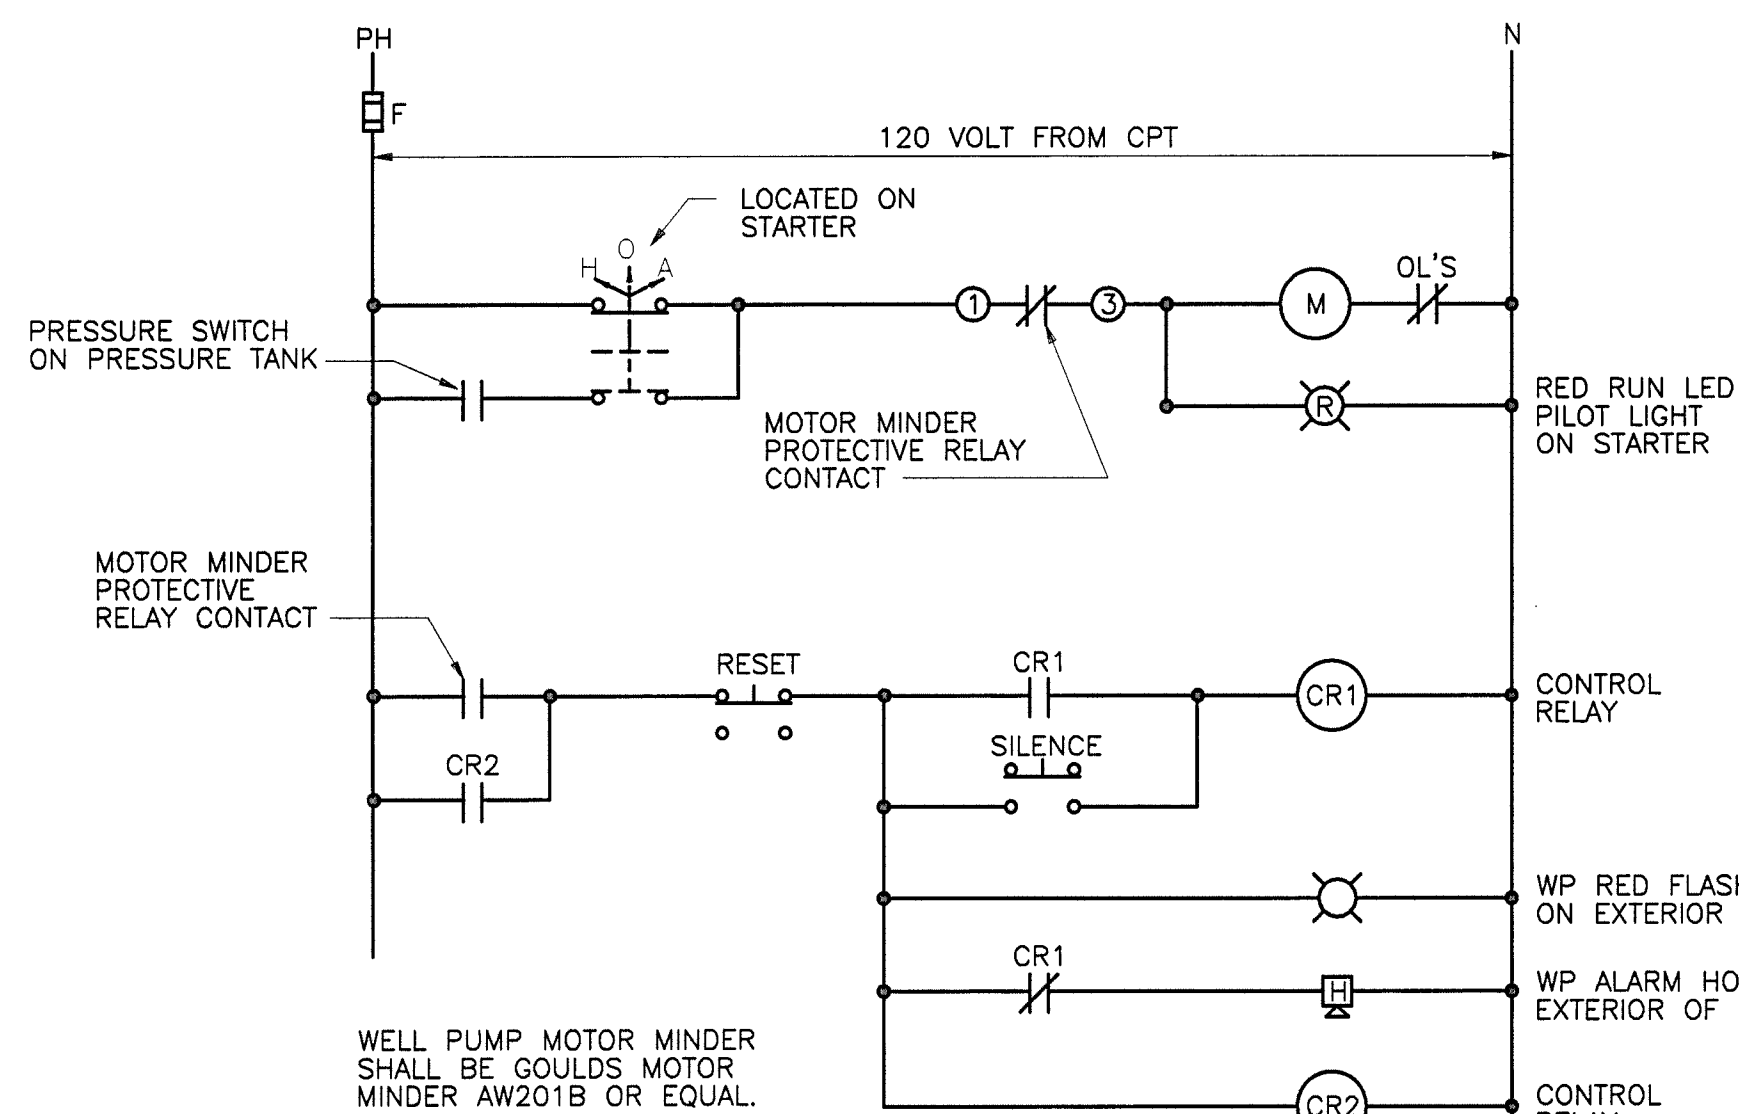 PH
N
F
120 VOLT FROM CPT
LOCATED ON
STARTER
H
O
A
1
3
M
OL'S
PRESSURE SWITCH
ON PRESSURE TANK
RED RUN LED
PILOT LIGHT
ON STARTER
R
MOTOR MINDER
PROTECTIVE RELAY
CONTACT
MOTOR MINDER
PROTECTIVE
RELAY CONTACT
RESET
CR1
CR1
CONTROL
RELAY
SILENCE
CR2
WP RED FLASH
ON EXTERIOR
CR1
H
WP ALARM HO
EXTERIOR OF
WELL PUMP MOTOR MINDER
SHALL BE GOULDS MOTOR
MINDER AW201B OR EQUAL.
CR2
CONTROL
RELAY